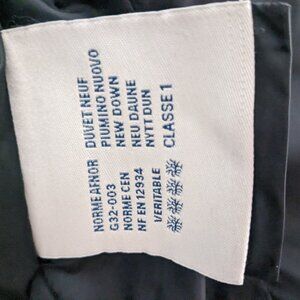 NORME AFNOR
G32-003
NORME CEN
NF EN 12934
VERITABLE
DUVET NEUF
PIUMINO NUOVO
NEW DOWN
NEU DAUNE
NYTT DUN
CLASSE 1